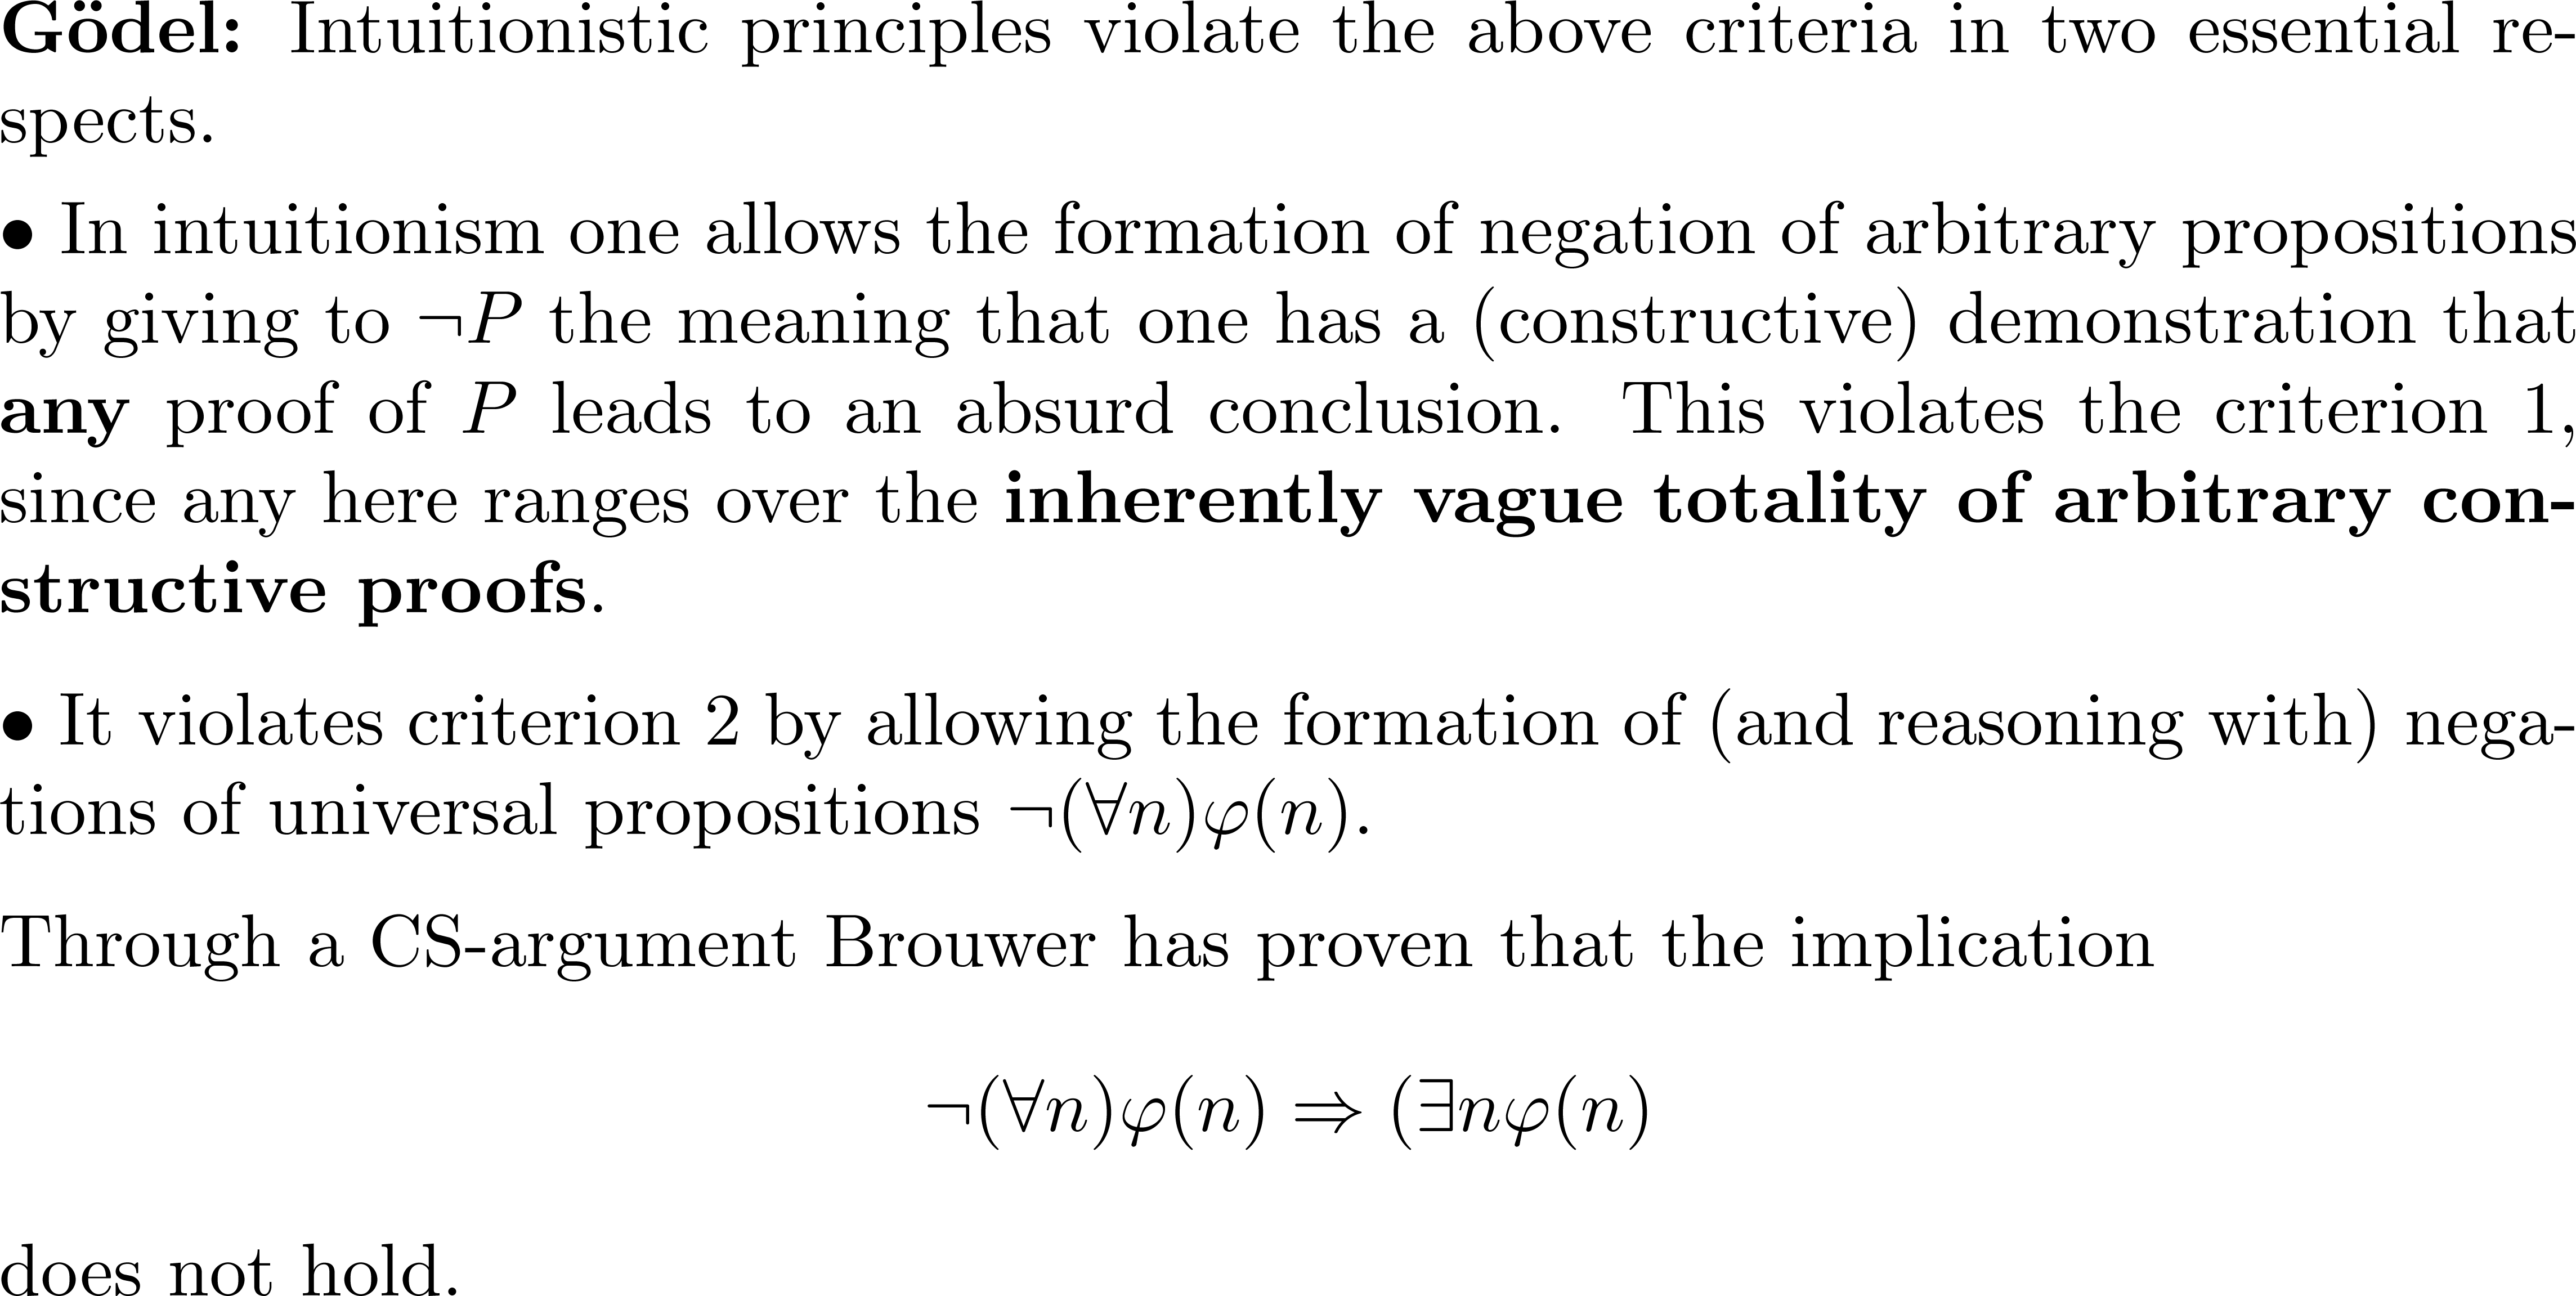 Gödel: Intuitionistic principles violate the above criteria in two essential re-
spects.
• In intuitionism one allows the formation of negation of arbitrary propositions
by giving to ¬P the meaning that one has a (constructive) demonstration that
any proof of P leads to an absurd conclusion. This violates the criterion 1,
since any here ranges over the inherently vague totality of arbitrary con-
structive proofs.
• It violates criterion 2 by allowing the formation of (and reasoning with) nega-
tions of universal propositions ¬(∀n)φ(n).
Through a CS-argument Brouwer has proven that the implication
¬(∀n)φ(n) ⇒ (∃nφ(n)
does not hold.